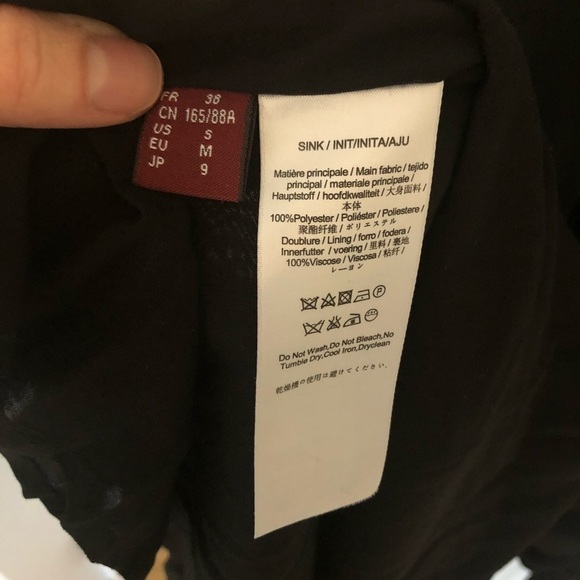 FR 38
CN 165/88A
US S
EU M
JP 9
SINK / INIT/INITA/AJU
Matière principale / Main fabric / tejido
principal / materiale principale /
Hauptstoff / hoofdkwaliteit / 大身面料 /
本体
100%Polyester / Poliéster / Poliestere /
聚酯纤维 / ポリエステル
Doublure / Lining / forro / fodera /
Innerfutter / voering / 里料 / 裏地
100%Viscose / Viscosa / 粘纤 /
レーヨン
Do Not Wash,Do Not Bleach,No
Tumble Dry,Cool Iron,Dryclean
乾燥機の使用は避けてください.